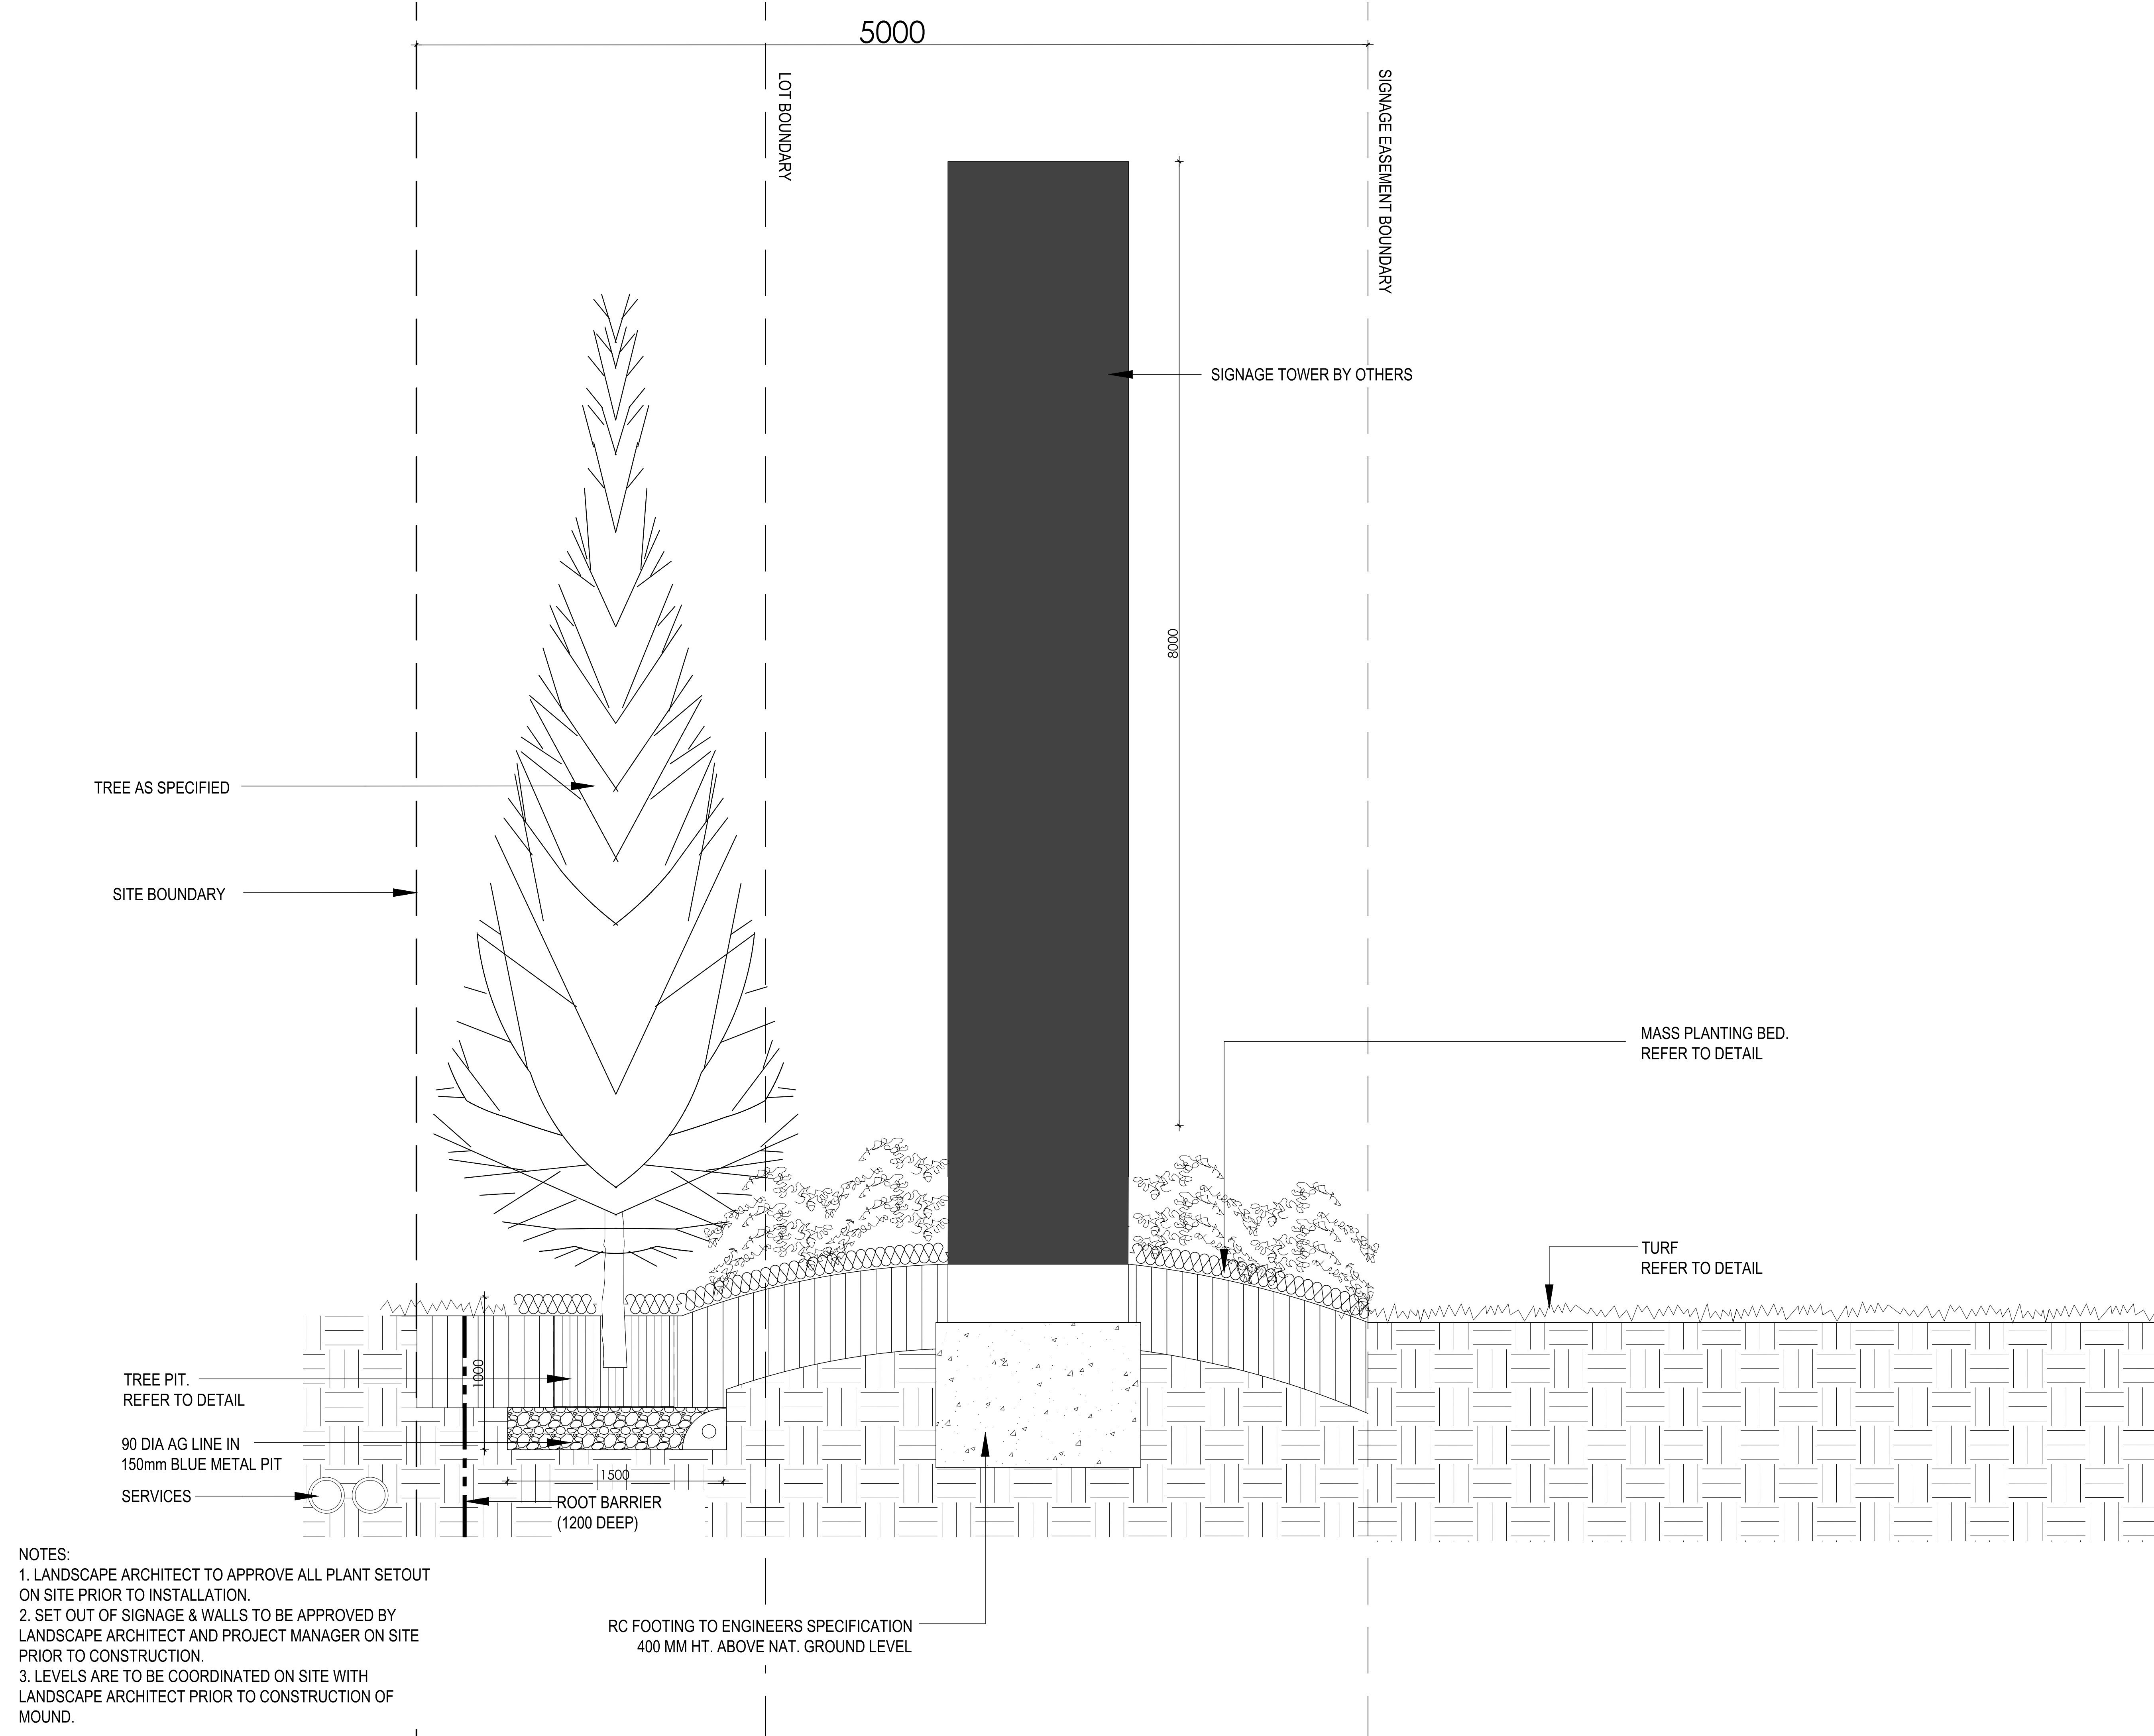 5000
LOT BOUNDARY
SIGNAGE EASEMENT BOUNDARY
SIGNAGE TOWER BY OTHERS
8000
TREE AS SPECIFIED
SITE BOUNDARY
MASS PLANTING BED.
REFER TO DETAIL
TURF
REFER TO DETAIL
1000
TREE PIT.
REFER TO DETAIL
90 DIA AG LINE IN
150mm BLUE METAL PIT
1500
SERVICES
ROOT BARRIER
(1200 DEEP)
NOTES:
1. LANDSCAPE ARCHITECT TO APPROVE ALL PLANT SETOUT
ON SITE PRIOR TO INSTALLATION.
2. SET OUT OF SIGNAGE & WALLS TO BE APPROVED BY
LANDSCAPE ARCHITECT AND PROJECT MANAGER ON SITE
PRIOR TO CONSTRUCTION.
3. LEVELS ARE TO BE COORDINATED ON SITE WITH
LANDSCAPE ARCHITECT PRIOR TO CONSTRUCTION OF
MOUND.
RC FOOTING TO ENGINEERS SPECIFICATION
400 MM HT. ABOVE NAT. GROUND LEVEL